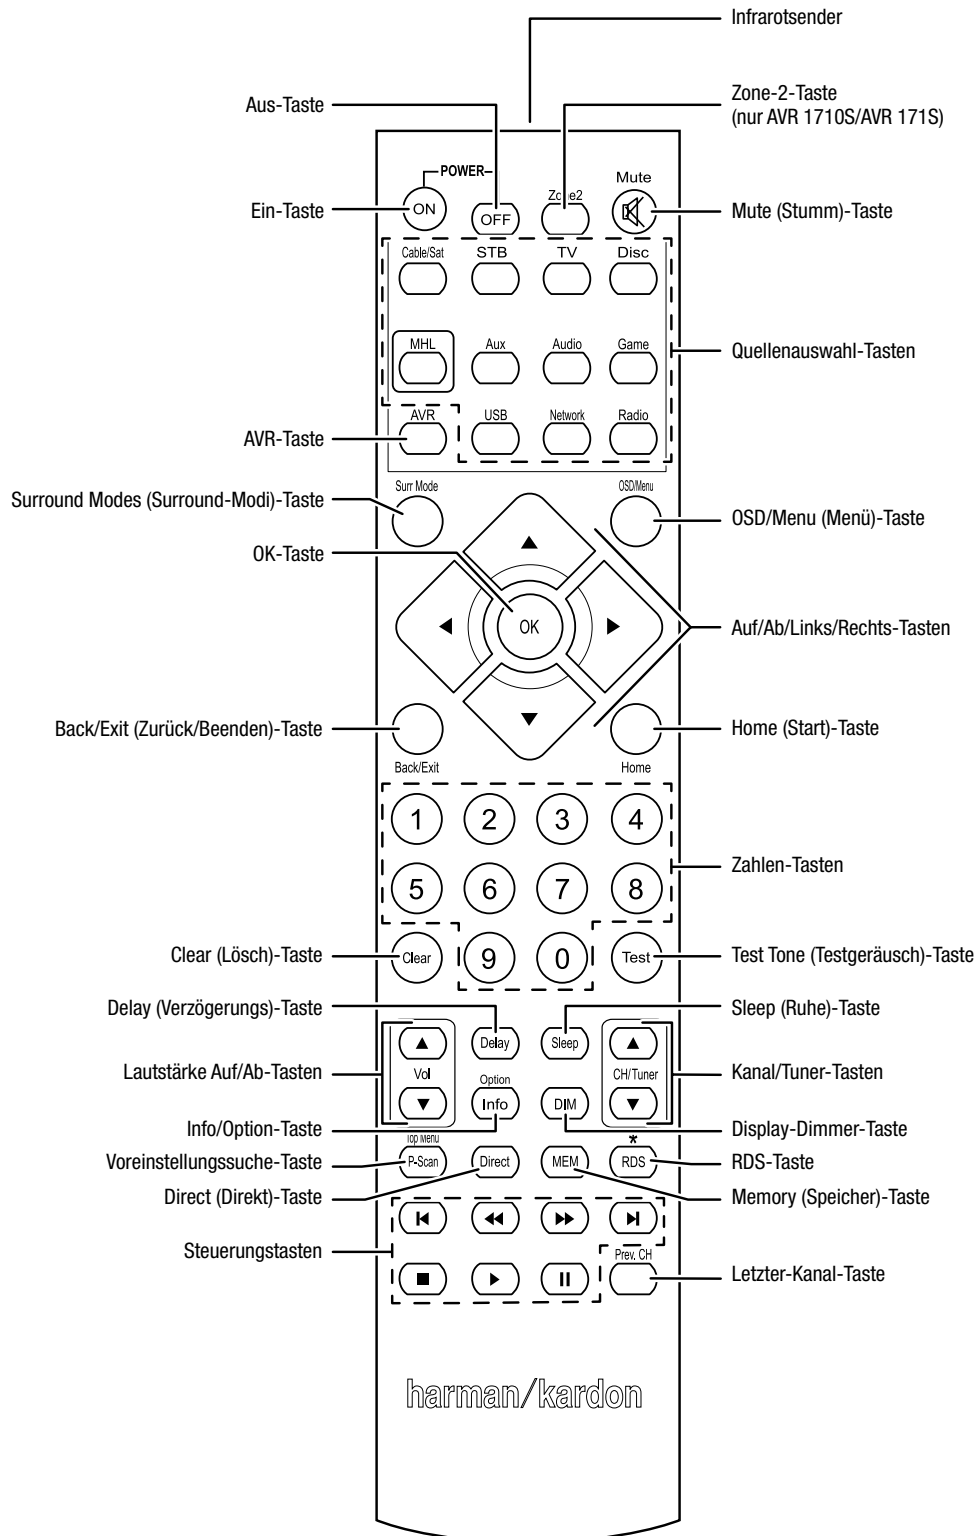 Infrarotsender
Aus-Taste
Zone-2-Taste
(nur AVR 1710S/AVR 171S)
POWER
Mute
Zone2
Ein-Taste
ON
OFF
Mute (Stumm)-Taste
Cable/Sat
STB
TV
Disc
MHL
Aux
Audio
Game
Quellenauswahl-Tasten
AVR
USB
Network
Radio
AVR-Taste
Surr Mode
OSD/Menu
Surround Modes (Surround-Modi)-Taste
OSD/Menu (Menü)-Taste
OK-Taste
OK
Auf/Ab/Links/Rechts-Tasten
Back/Exit (Zurück/Beenden)-Taste
Home (Start)-Taste
Back/Exit
Home
1 2 3 4
Zahlen-Tasten
5 6 7 8
Clear (Lösch)-Taste
Clear
9 0
Test
Test Tone (Testgeräusch)-Taste
Delay (Verzögerungs)-Taste
Sleep (Ruhe)-Taste
Delay
Sleep
Lautstärke Auf/Ab-Tasten
Vol
CH/Tuner
Kanal/Tuner-Tasten
Option
Info
DIM
Info/Option-Taste
Display-Dimmer-Taste
Top Menu
*
Voreinstellungssuche-Taste
P-Scan
Direct
MEM
RDS
RDS-Taste
Direct (Direkt)-Taste
Memory (Speicher)-Taste
Steuerungstasten
Prev. CH
Letzter-Kanal-Taste
harman/kardon